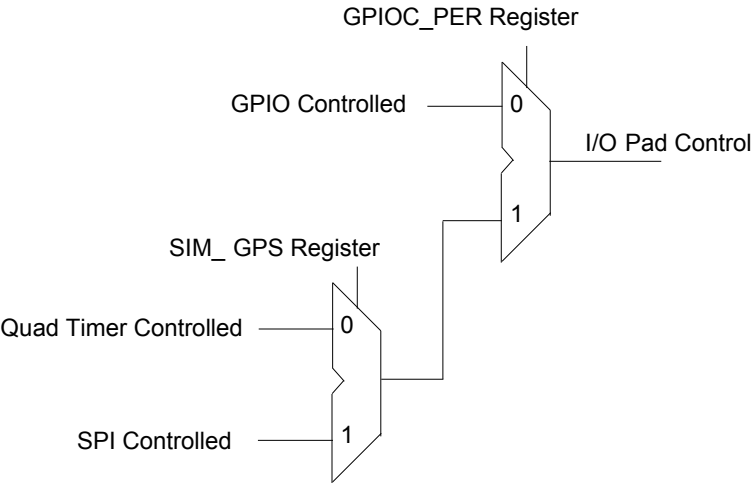 GPIOC_PER Register
GPIO Controlled
0
I/O Pad Control
1
SIM_ GPS Register
Quad Timer Controlled
0
SPI Controlled
1